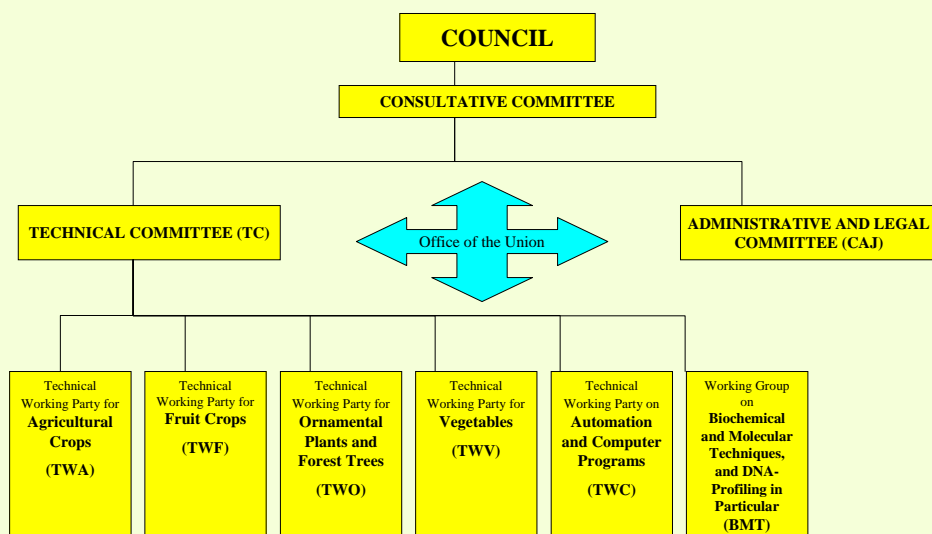 COUNCIL
CONSULTATIVE COMMITTEE
TECHNICAL COMMITTEE (TC)
Office of the Union
ADMINISTRATIVE AND LEGAL
COMMITTEE (CAJ)
Technical
Working Party for
Agricultural
Crops
(TWA)
Technical
Working Party for
Fruit Crops
(TWF)
Technical
Working Party for
Ornamental
Plants and
Forest Trees
(TWO)
Technical
Working Party for
Vegetables
(TWV)
Technical
Working Party on
Automation
and Computer
Programs
(TWC)
Working Group
on
Biochemical
and Molecular
Techniques,
and DNA-
Profiling in
Particular
(BMT)